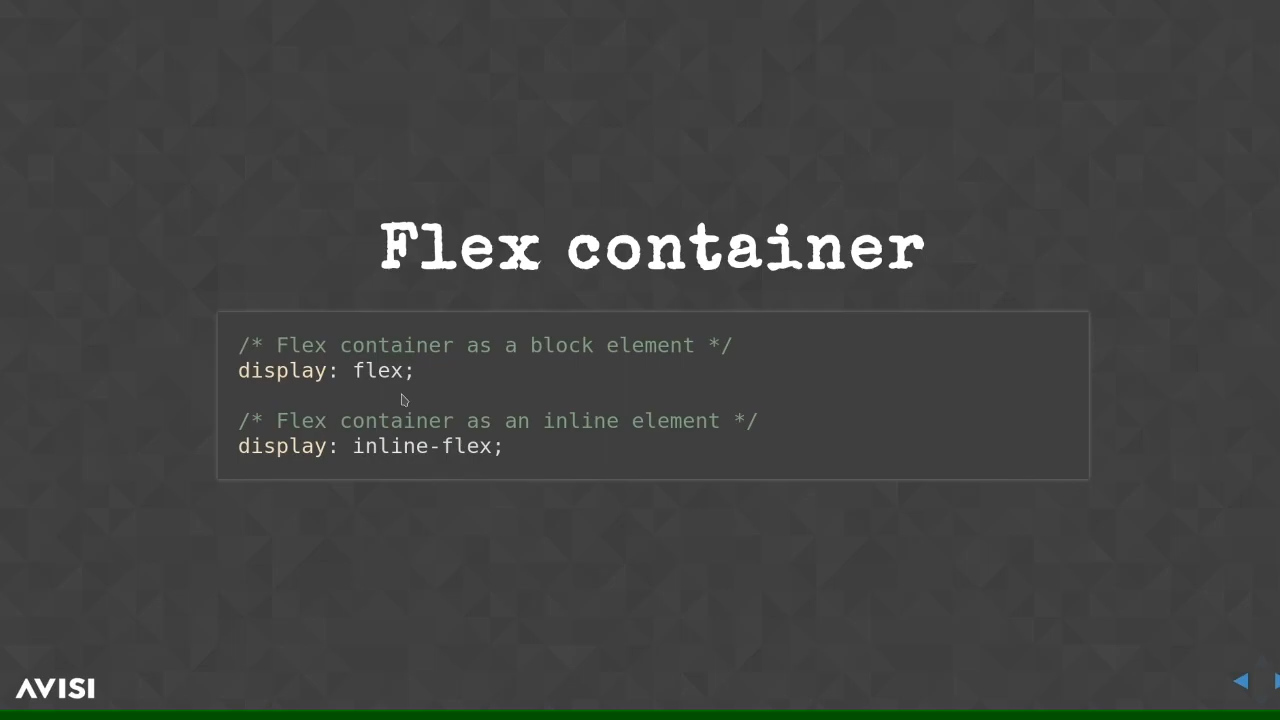 Flex container
/* Flex container as a block element */
display: flex;
/* Flex container as an inline element */
display: inline-flex;
AVISI